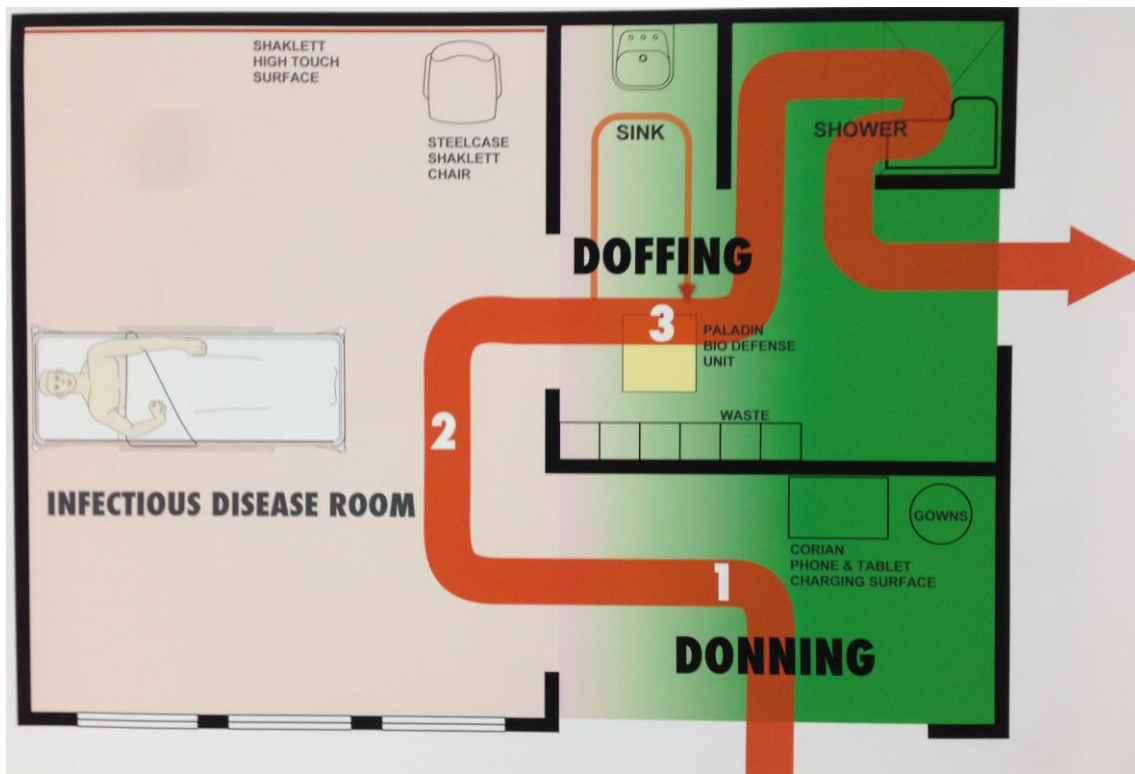 SHAKLETT
HIGH TOUCH
SURFACE
STEELCASE
SHAKLETT
CHAIR
SINK
SHOWER
DOFFING
3
PALADIN
BIO DEFENSE
UNIT
2
WASTE
INFECTIOUS DISEASE ROOM
GOWNS
CORIAN
PHONE & TABLET
CHARGING SURFACE
1
DONNING